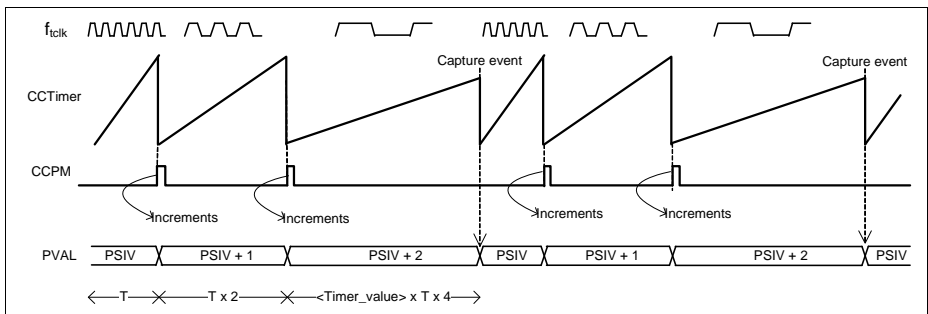 f_tclk
Capture event
Capture event
CCTimer
CCPM
Increments
Increments
Increments
Increments
PVAL
PSIV
PSIV + 1
PSIV + 2
PSIV
PSIV + 1
PSIV + 2
PSIV
T
T x 2
<Timer_value> x T x 4